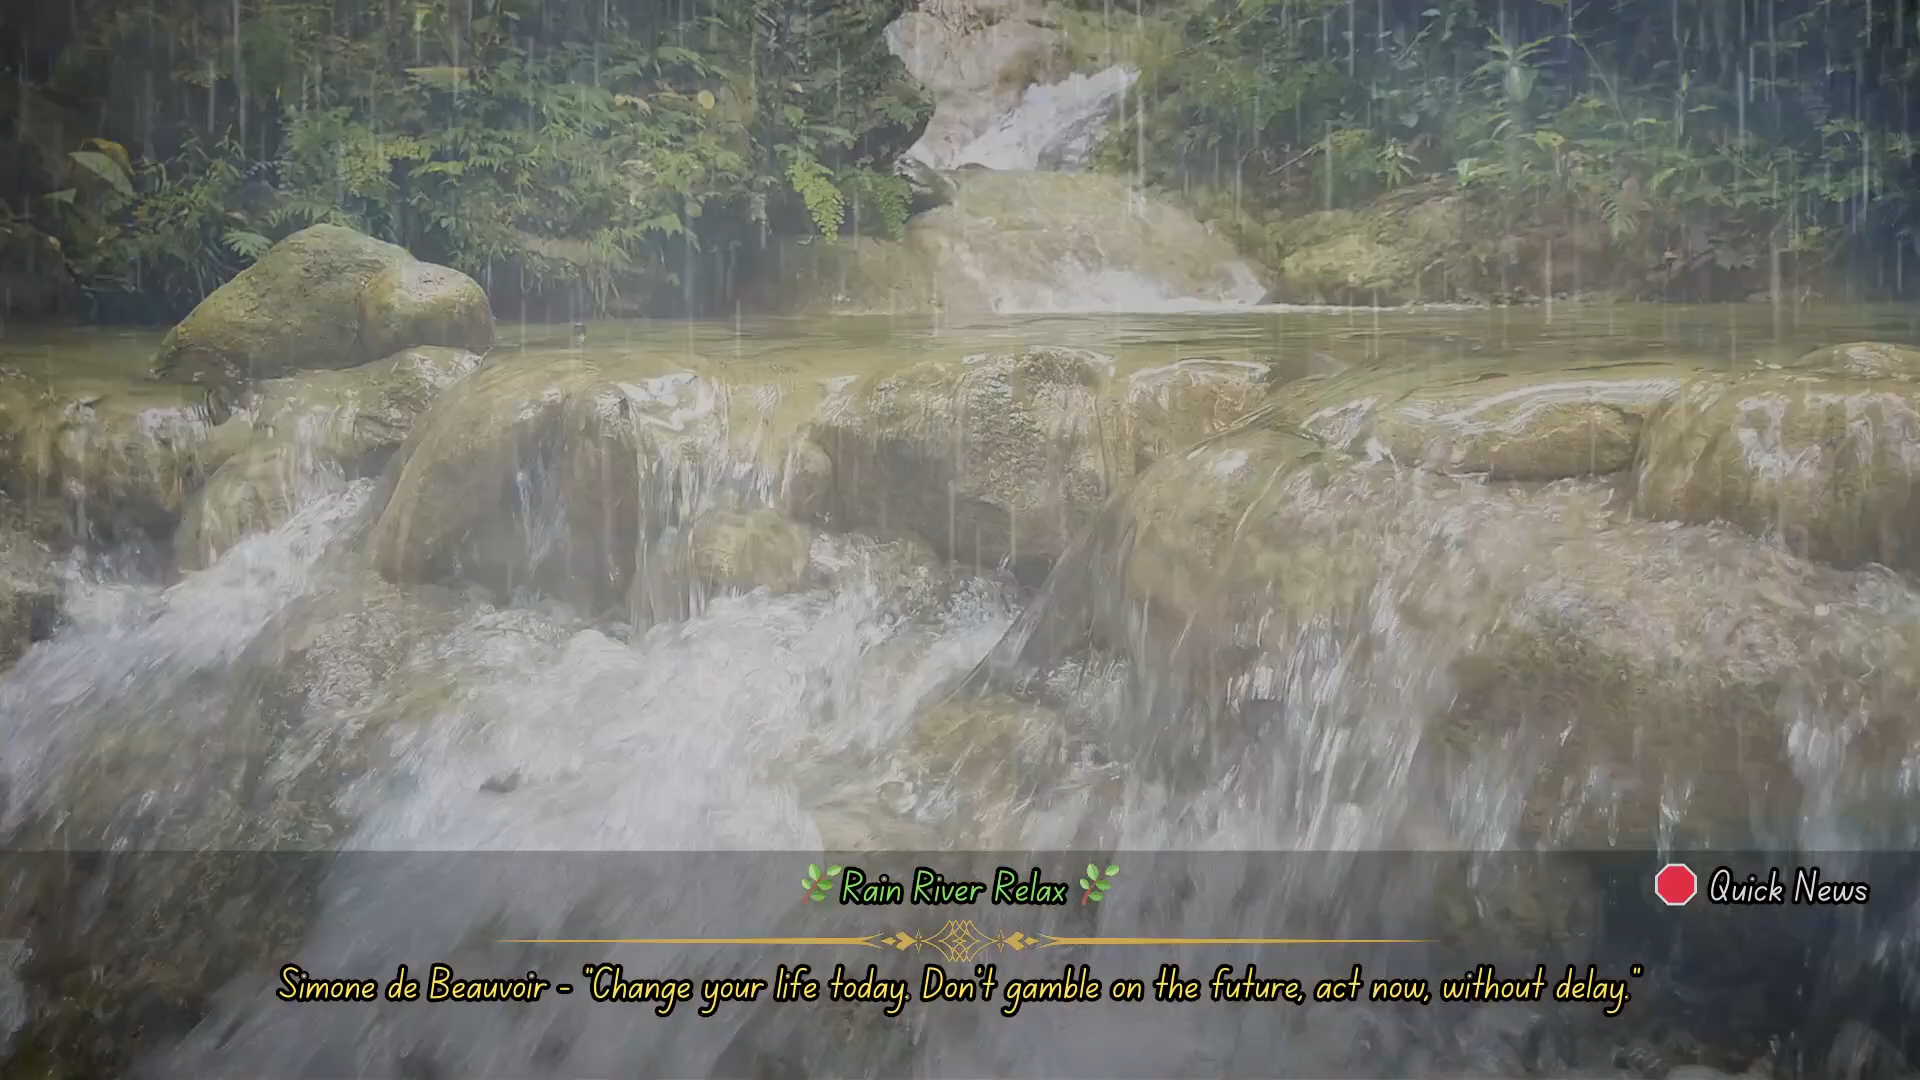 🌿Rain River Relax 🌿
🛑 Quick News
Simone de Beauvoir - "Change your life today. Don't gamble on the future, act now, without delay."